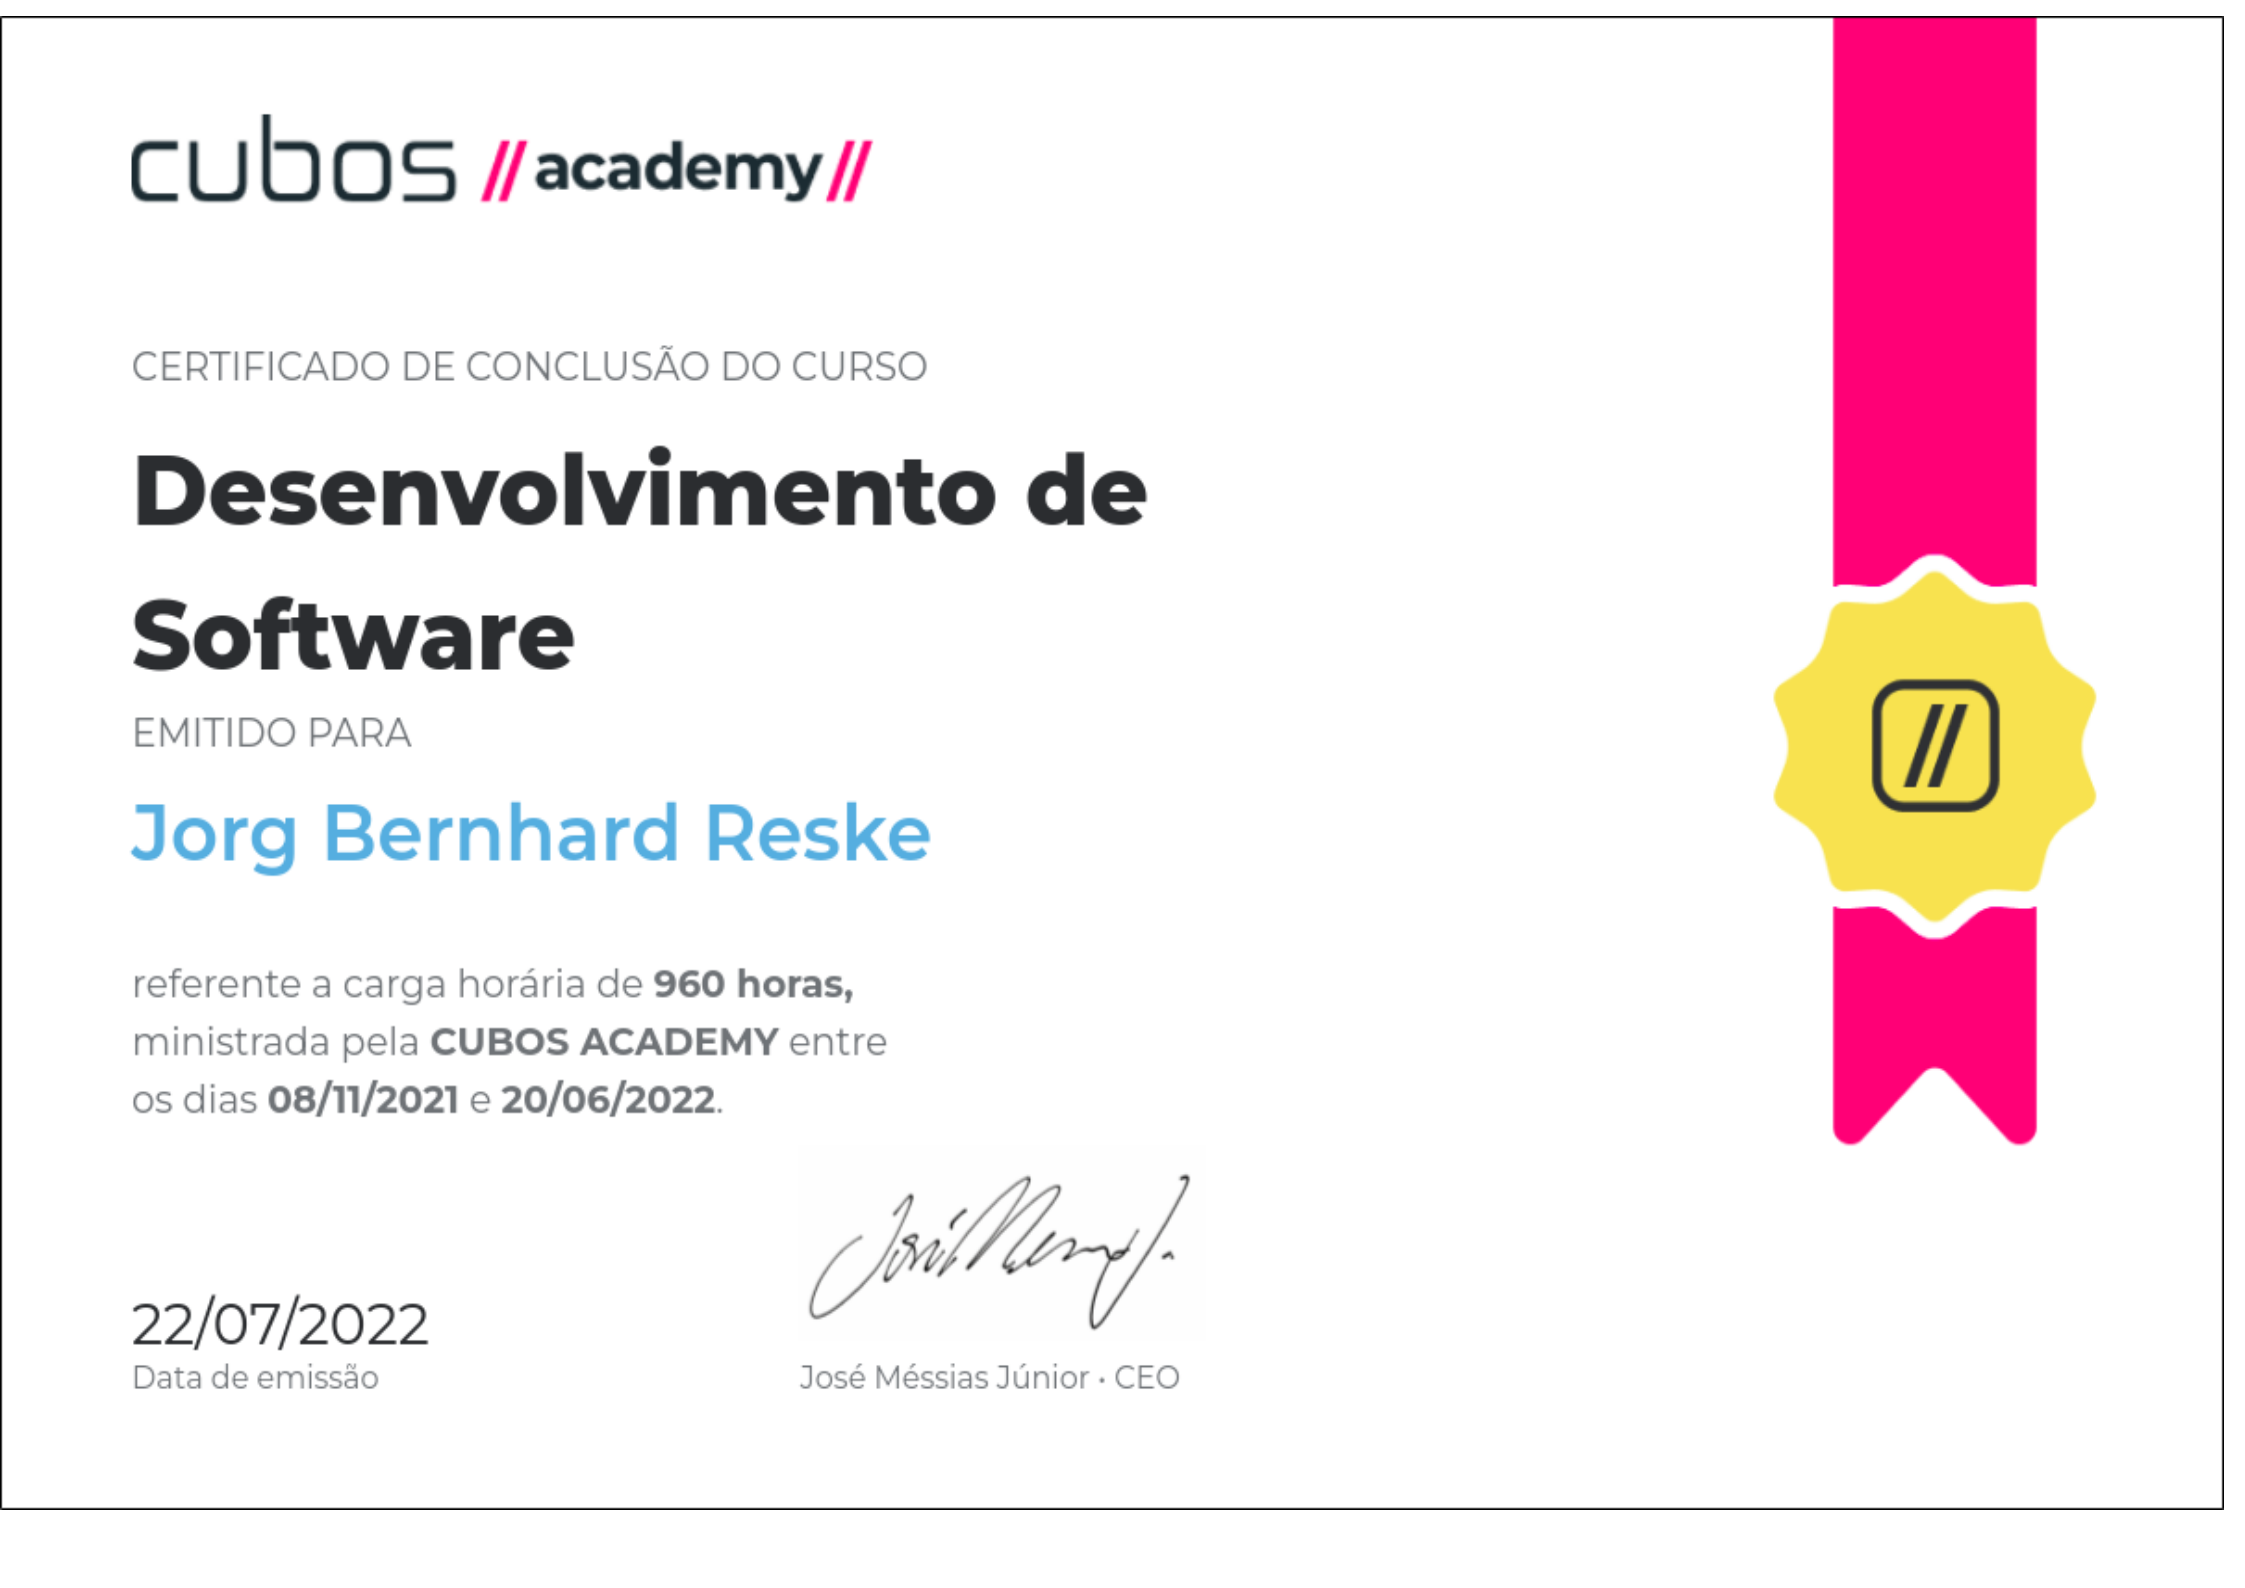 cubos //academy//
CERTIFICADO DE CONCLUSÃO DO CURSO
Desenvolvimento de
Software
EMITIDO PARA
Jorg Bernhard Reske
referente a carga horária de 960 horas,
ministrada pela CUBOS ACADEMY entre
os dias 08/11/2021 e 20/06/2022.
22/07/2022
Data de emissão
José Méssias Júnior • CEO